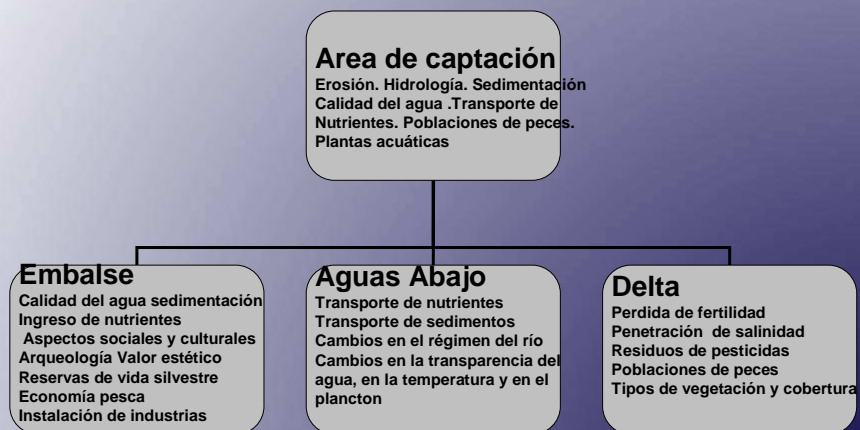 Area de captación
Erosión. Hidrología. Sedimentación
Calidad del agua .Transporte de
Nutrientes. Poblaciones de peces.
Plantas acuáticas
Embalse
Calidad del agua sedimentación
Ingreso de nutrientes
Aspectos sociales y culturales
Arqueología Valor estético
Reservas de vida silvestre
Economía pesca
Instalación de industrias
Aguas Abajo
Transporte de nutrientes
Transporte de sedimentos
Cambios en el régimen del río
Cambios en la transparencia del
agua, en la temperatura y en el
plancton
Delta
Perdida de fertilidad
Penetración de salinidad
Residuos de pesticidas
Poblaciones de peces
Tipos de vegetación y cobertura